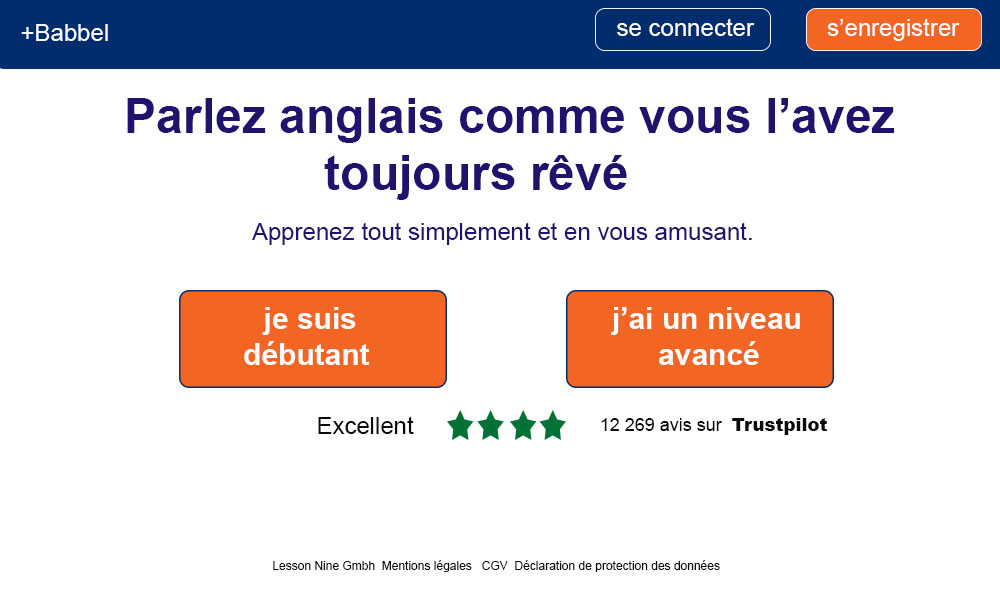 +Babbel
se connecter
s’enregistrer
Parlez anglais comme vous l’avez
toujours rêvé
Apprenez tout simplement et en vous amusant.
je suis
débutant
j’ai un niveau
avancé
Excellent
12 269 avis sur Trustpilot
Lesson Nine Gmbh Mentions légales CGV Déclaration de protection des données